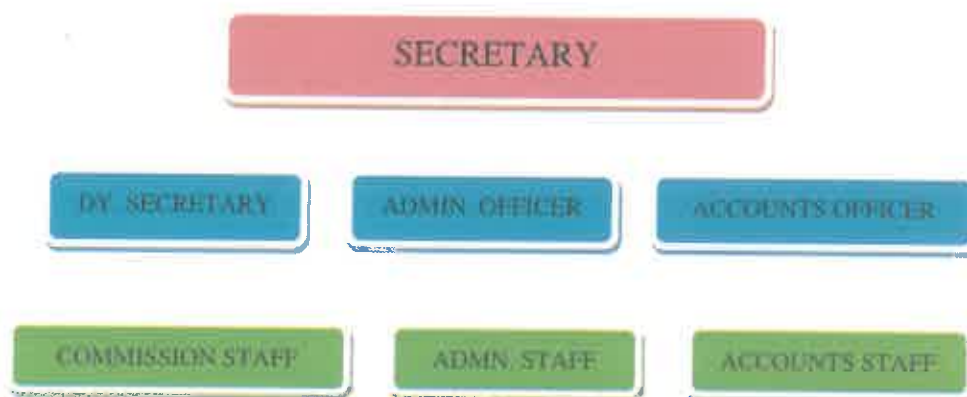 SECRETARY
DY. SECRETARY
ADMIN OFFICER
ACCOUNTS OFFICER
COMMISSION STAFF
ADMN. STAFF
ACCOUNTS STAFF